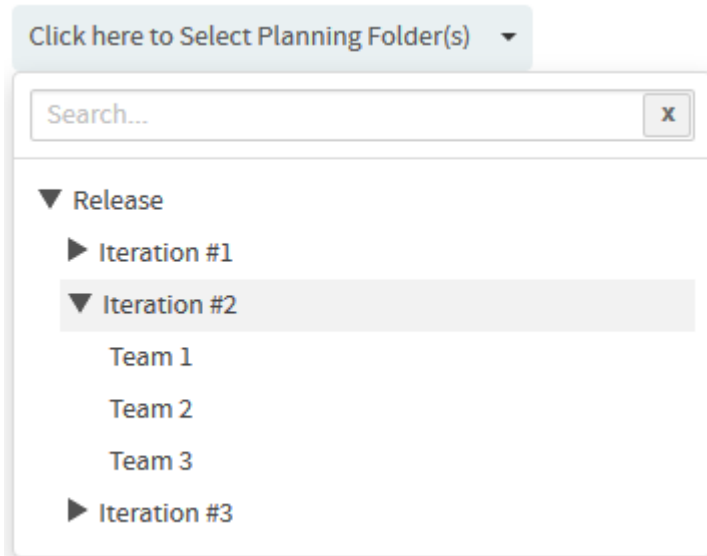 Click here to Select Planning Folder(s)
Search...
x
Release
Iteration #1
Iteration #2
Team 1
Team 2
Team 3
Iteration #3